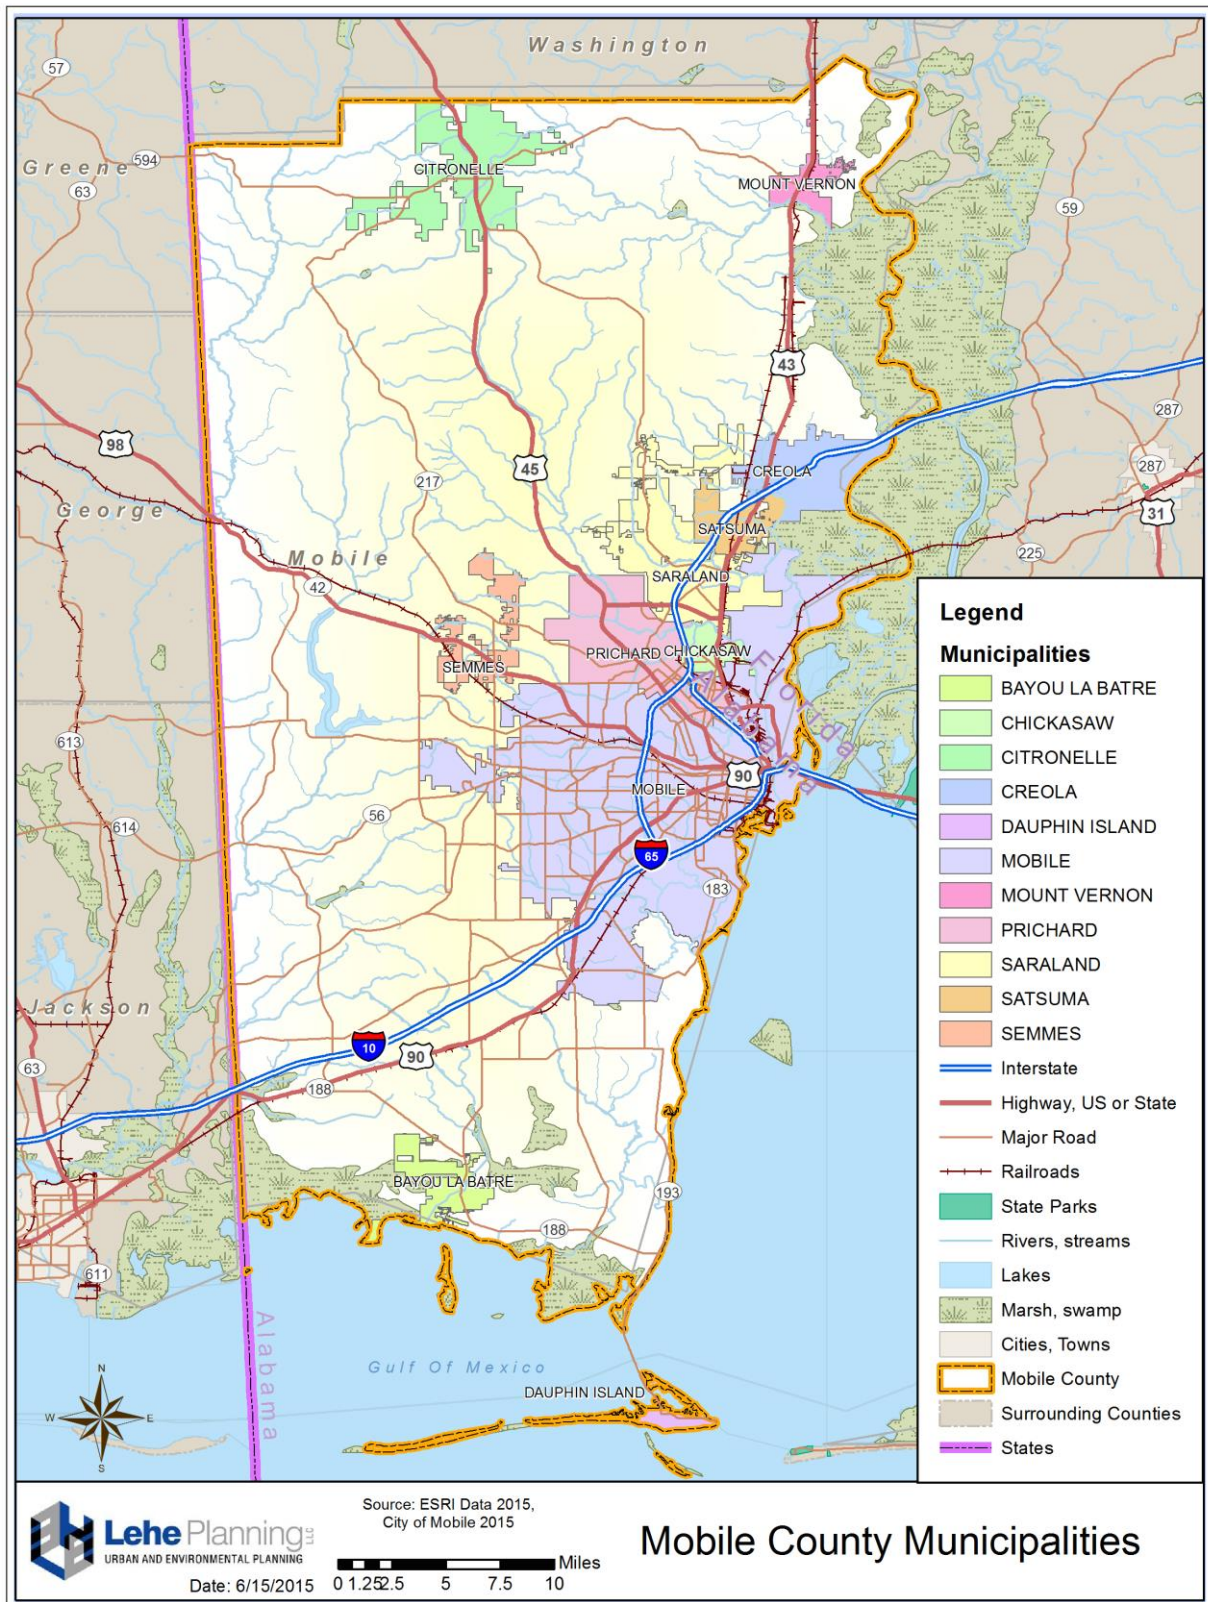 Washington
57
Greene
594
63
CITRONELLE
MOUNT VERNON
59
43
98
45
217
CREOLA
287
287
31
George
SATSUMA
225
Mobile
42
SARALAND
PRICHARD
CHICKASAW
SEMMES
Florida
Alabama
613
90
MOBILE
56
614
65
183
Jackson
10
90
63
188
BAYOU LA BATRE
193
188
611
Alabama
Gulf Of Mexico
DAUPHIN ISLAND
N
W
E
S
Legend
Municipalities
BAYOU LA BATRE
CHICKASAW
CITRONELLE
CREOLA
DAUPHIN ISLAND
MOBILE
MOUNT VERNON
PRICHARD
SARALAND
SATSUMA
SEMMES
Interstate
Highway, US or State
Major Road
Railroads
State Parks
Rivers, streams
Lakes
Marsh, swamp
Cities, Towns
Mobile County
Surrounding Counties
States
Lehe Planning LLC
URBAN AND ENVIRONMENTAL PLANNING
Date: 6/15/2015
Source: ESRI Data 2015,
City of Mobile 2015
Miles
0 1.25 2.5 5 7.5 10
Mobile County Municipalities